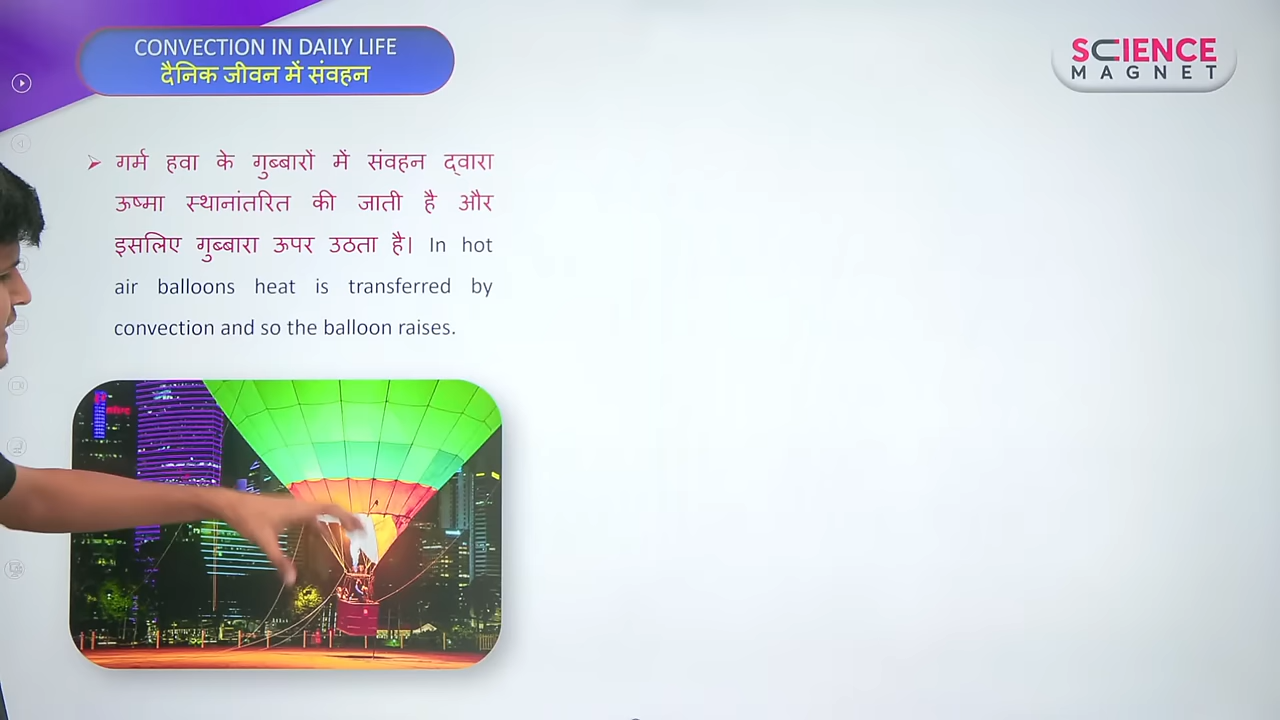 CONVECTION IN DAILY LIFE
दैनिक जीवन में संवहन
SCIENCE
MAGNET
➢ गर्म हवा के गुब्बारों में संवहन द्वारा
ऊष्मा स्थानांतरित की जाती है और
इसलिए गुब्बारा ऊपर उठता है। In hot
air balloons heat is transferred by
convection and so the balloon raises.